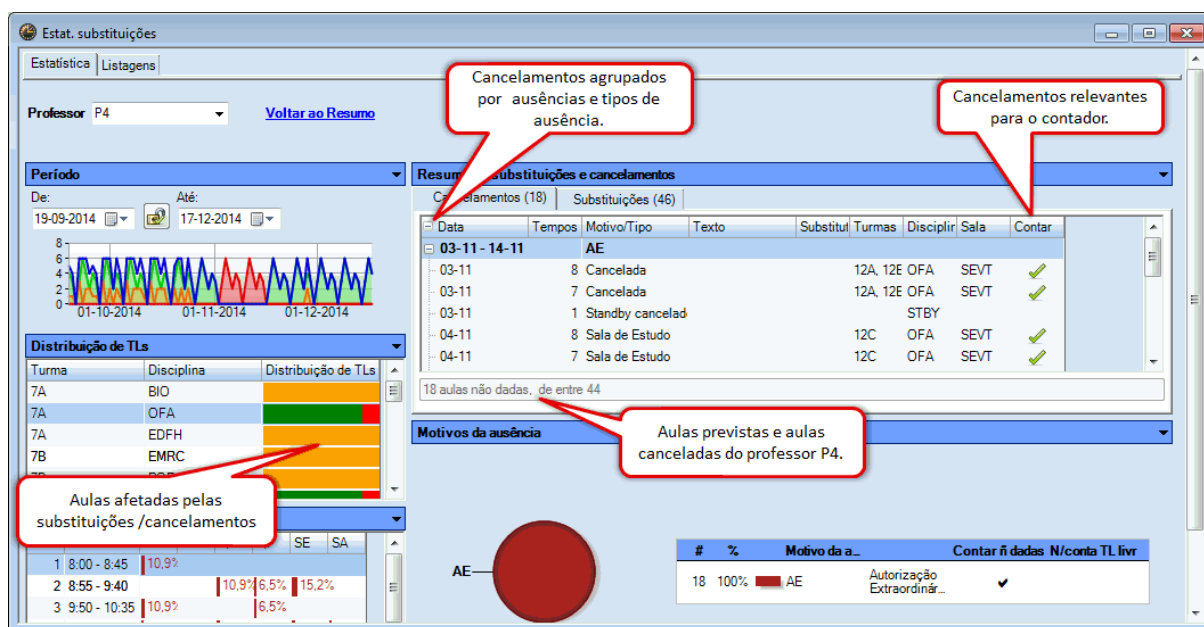 Estat. substituições
Estatística Listagens
Cancelamentos agrupados
por ausências e tipos de
ausência.
Cancelamentos relevantes
para o contador.
Professor P4 Voltar ao Resumo
Período
De: Até:
19-09-2014 17-12-2014
8
6
4
2
0
01-10-2014 01-11-2014 01-12-2014
Distribuição de TLs
Turma Disciplina Distribuição de TLs
7A BIO
7A OFA
7A EDFH
7B EMRC
Aulas afetadas pelas
substituições /cancelamentos
SE SA
1 8:00 - 8:45 10,9%
2 8:55 - 9:40 10,9% 6,5% 15,2%
3 9:50 - 10:35 10,9% 6,5%
substituições e cancelamentos
(18) Substituições (46)
Data Tempos Motivo/Tipo Texto Substitut Turmas Disciplir Sala Contar
03-11 - 14-11 AE
03-11 8 Cancelada 12A, 12E OFA SEVT
03-11 7 Cancelada 12A, 12E OFA SEVT
03-11 1 Standby cancelad STBY
04-11 8 Sala de Estudo 12C OFA SEVT
04-11 7 Sala de Estudo 12C OFA SEVT
18 aulas não dadas, de entre 44
Motivos da ausência
Aulas previstas e aulas
canceladas do professor P4.
AE
# % Motivo da a... Contar ñ dadas N/conta TL livr
18 100% AE Autorização
Extraordinár...